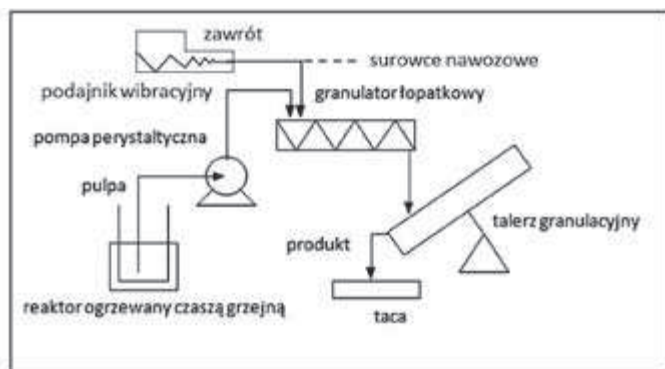 zawrót
surowce nawozowe
podajnik wibracyjny
granulator łopatkowy
pompa perystaltyczna
pulpa
talerz granulacyjny
produkt
reaktor ogrzewany czaszą grzejną
taca